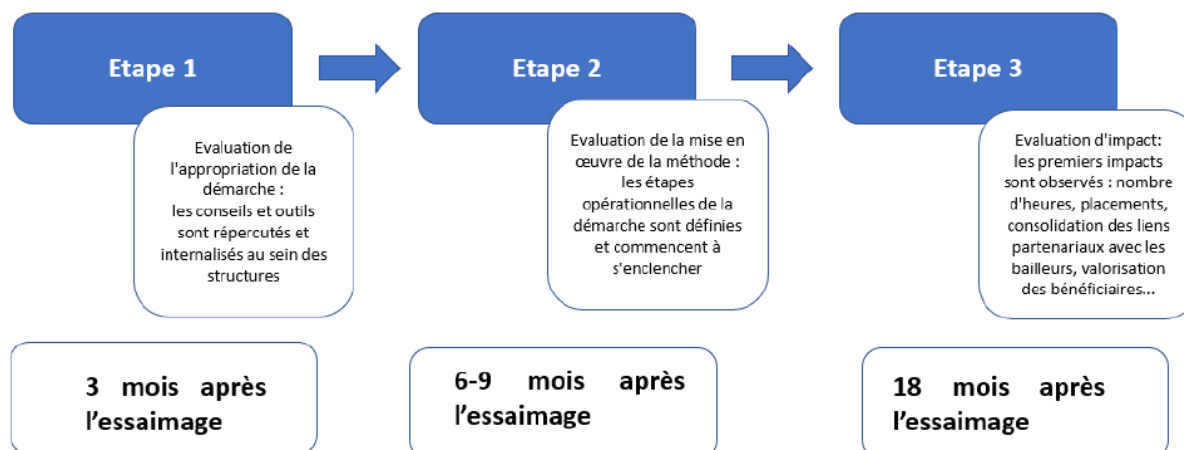 Etape 1
Etape 2
Etape 3
Evaluation de
l'appropriation de la
démarche :
les conseils et outils
sont répercutés et
internalisés au sein des
structures
Evaluation de la mise en
œuvre de la méthode :
les étapes
opérationnelles de la
démarche sont définies
et commencent à
s'enclencher
Evaluation d'impact:
les premiers impacts
sont observés : nombre
d'heures, placements,
consolidation des liens
partenariaux avec les
bailleurs, valorisation
des bénéficiaires...
3 mois après
l'essaimage
6-9 mois après
l'essaimage
18 mois après
l'essaimage